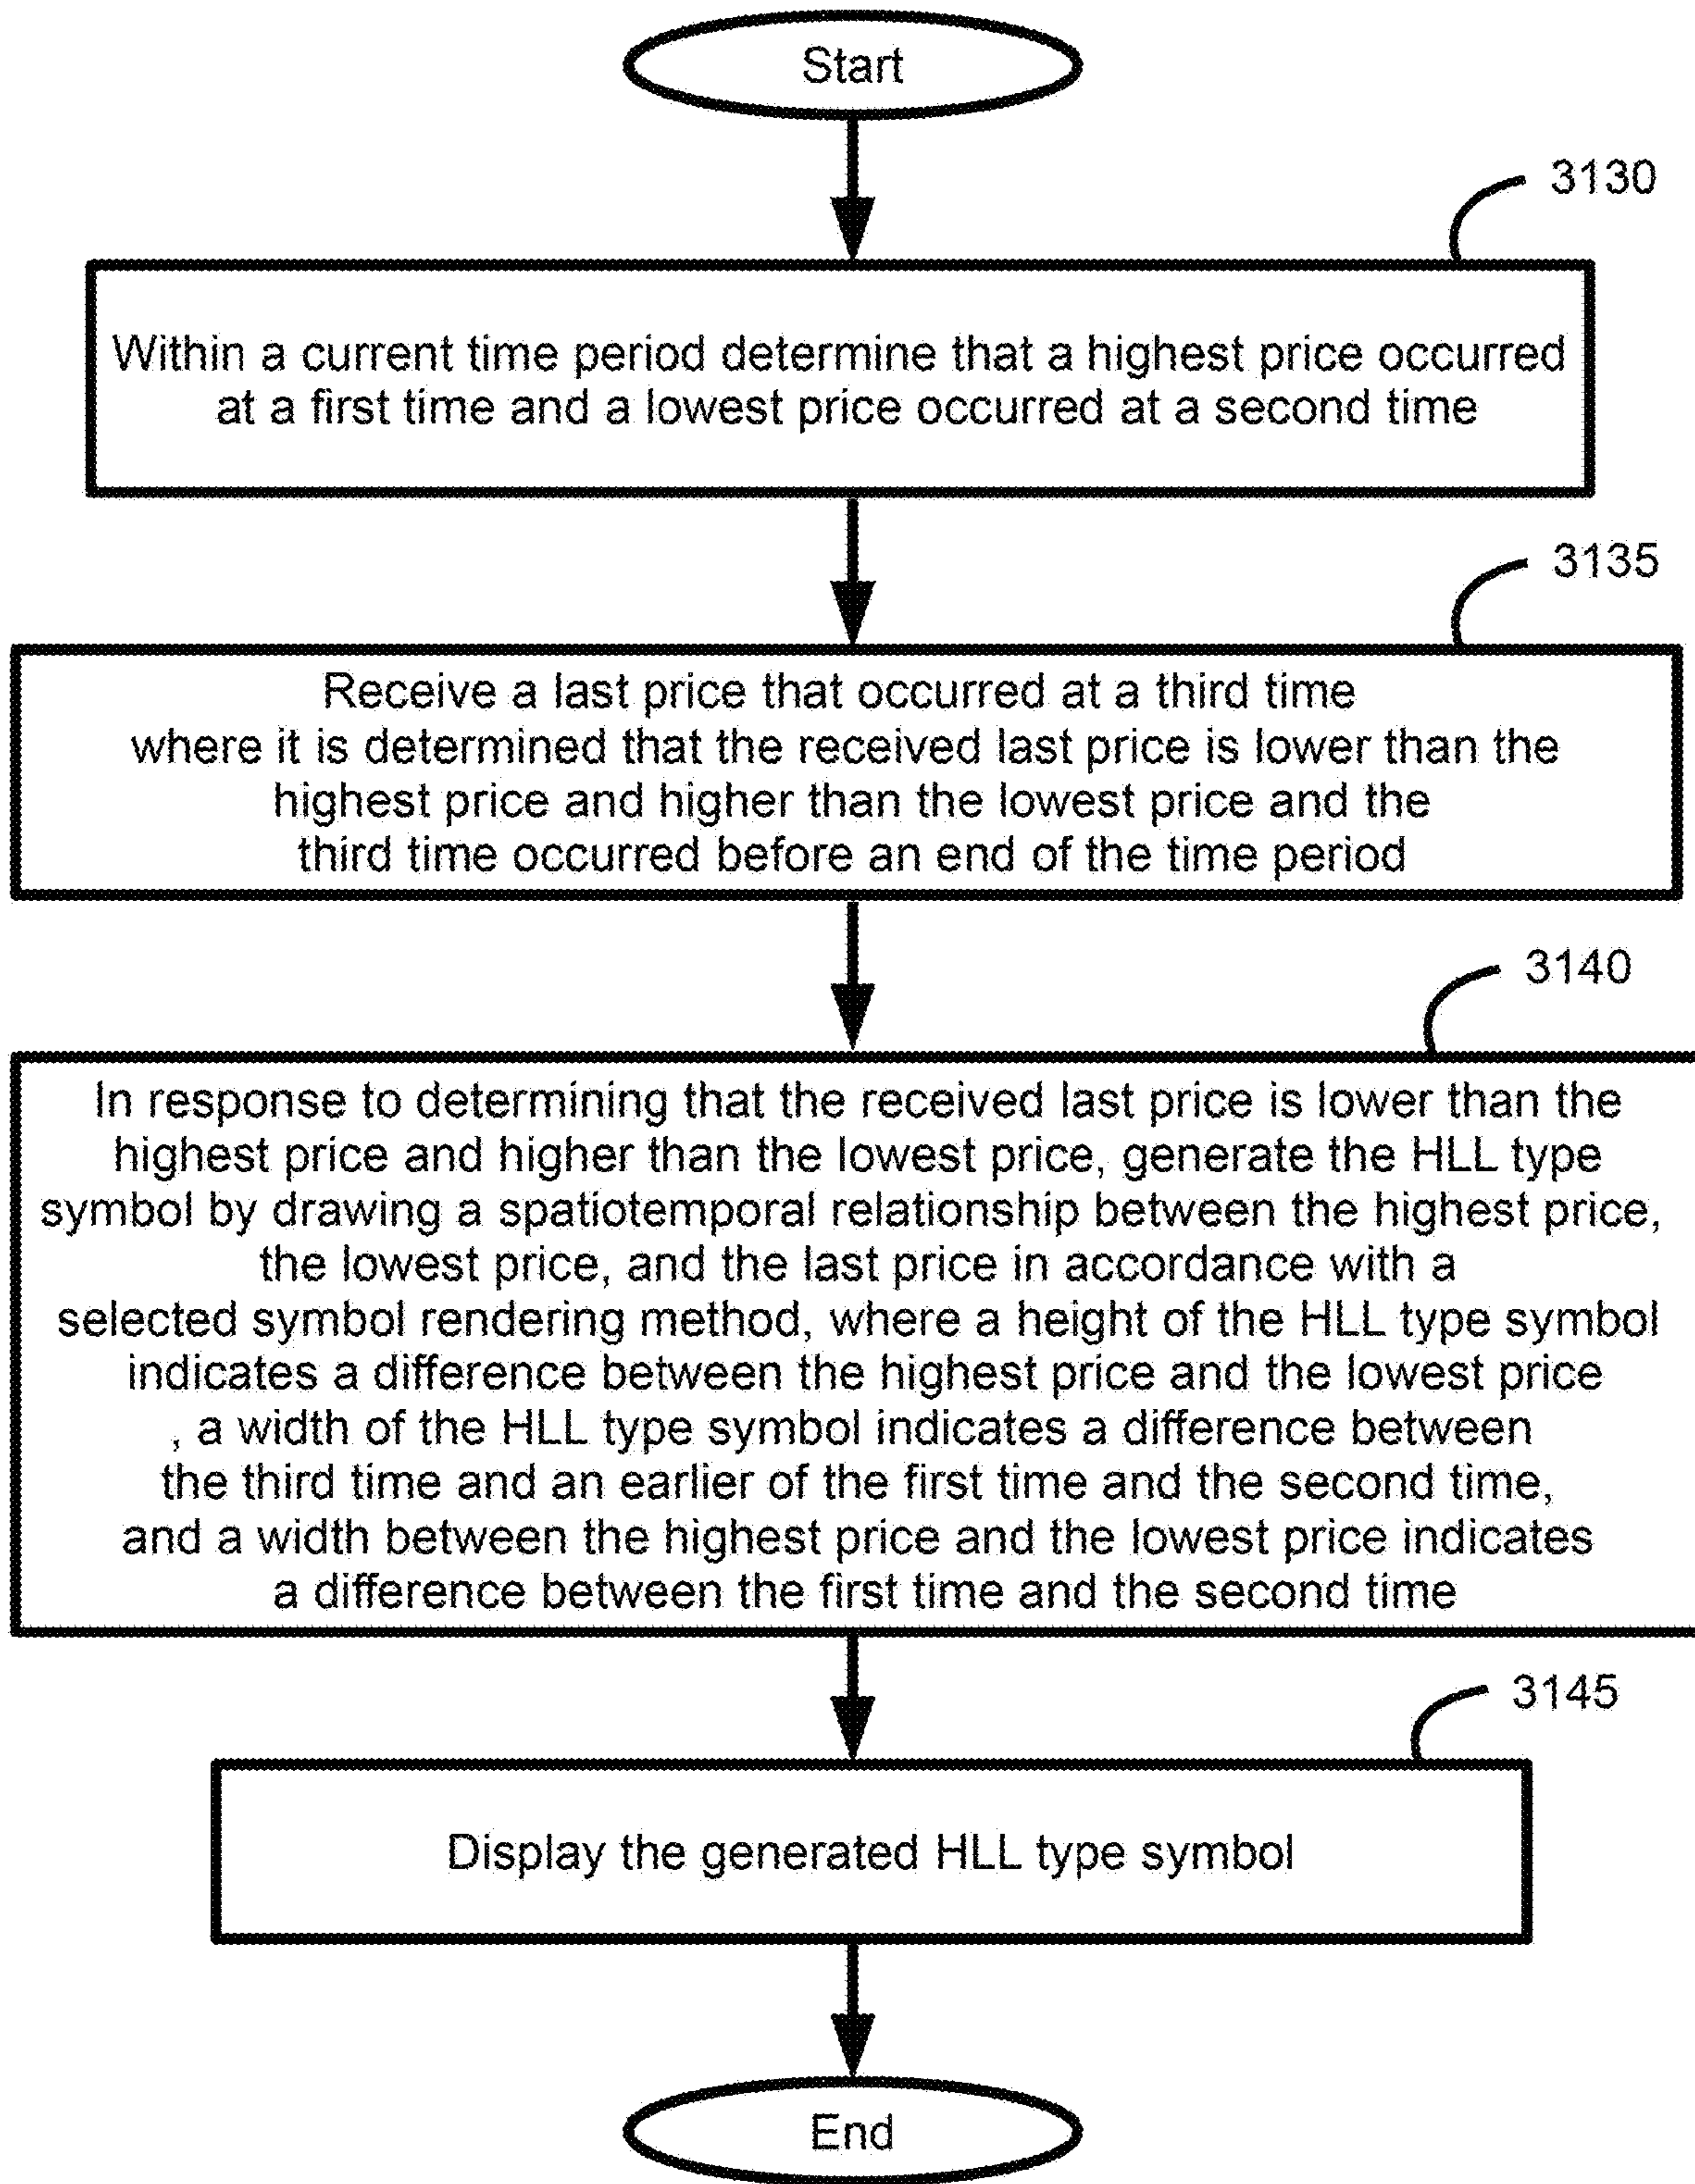 Start
3130
Within a current time period determine that a highest price occurred
at a first time and a lowest price occurred at a second time
3135
Receive a last price that occurred at a third time
where it is determined that the received last price is lower than the
highest price and higher than the lowest price and the
third time occurred before an end of the time period
3140
In response to determining that the received last price is lower than the
highest price and higher than the lowest price, generate the HLL type
symbol by drawing a spatiotemporal relationship between the highest price,
the lowest price, and the last price in accordance with a
selected symbol rendering method, where a height of the HLL type symbol
indicates a difference between the highest price and the lowest price
, a width of the HLL type symbol indicates a difference between
the third time and an earlier of the first time and the second time,
and a width between the highest price and the lowest price indicates
a difference between the first time and the second time
3145
Display the generated HLL type symbol
End